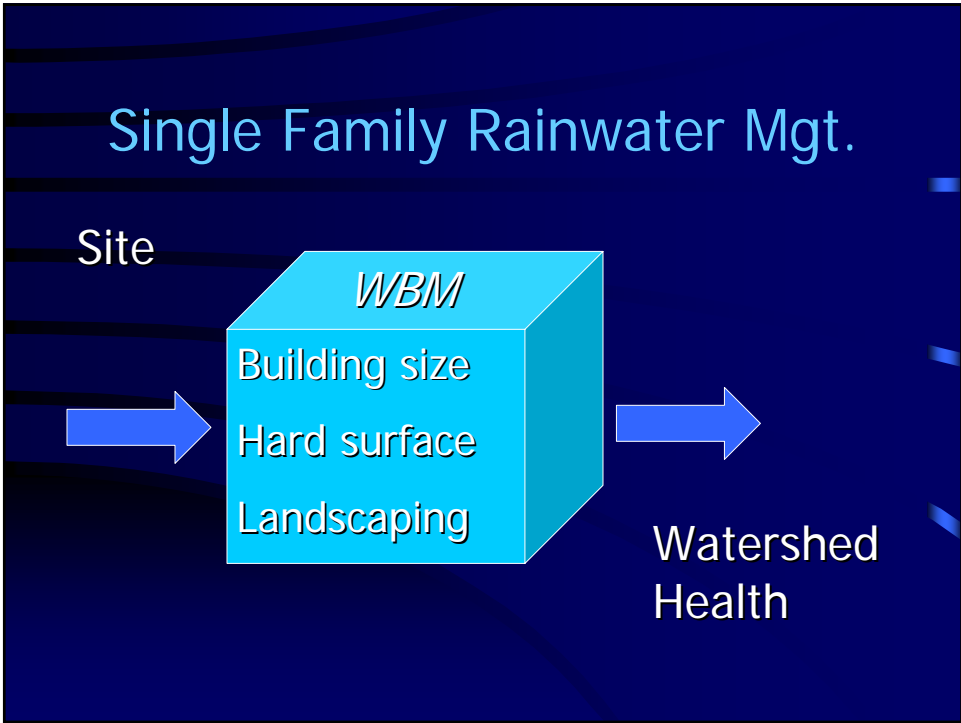 Single Family Rainwater Mgt.
Site
WBM
Building size
Hard surface
Landscaping
Watershed
Health